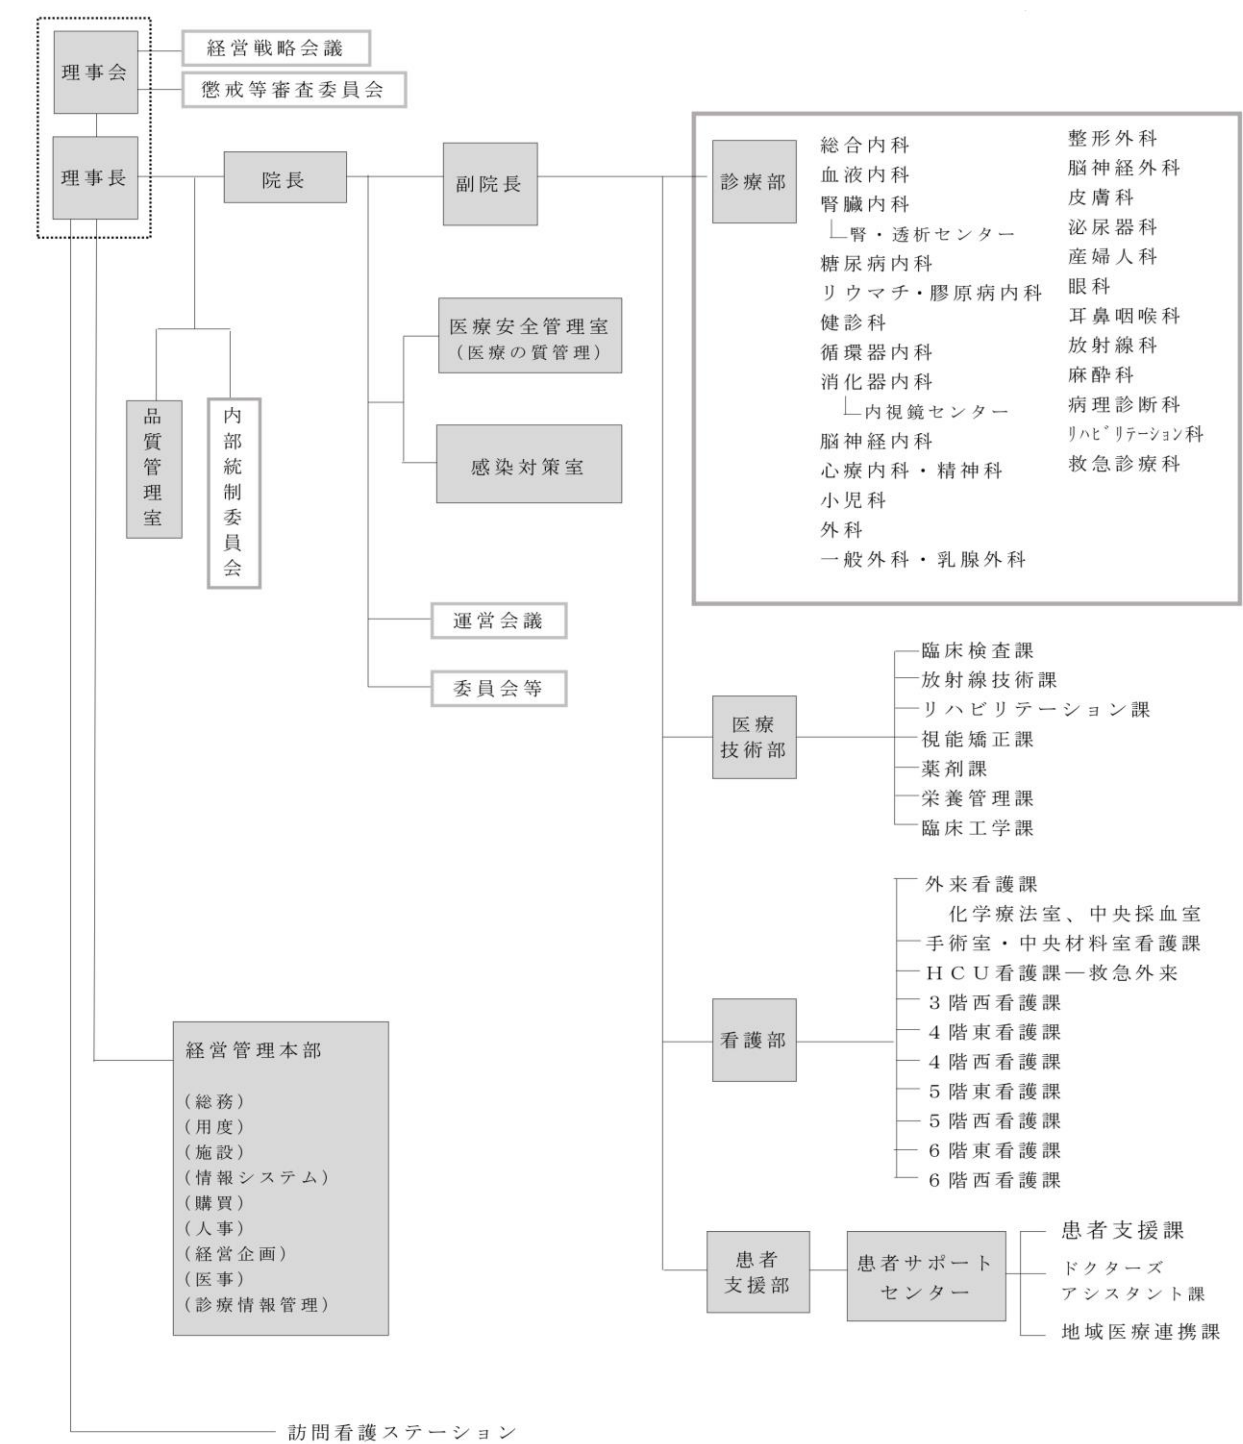 理事会
経営戦略会議
懲戒等審査委員会
理事長
院長
副院長
品質管理室
内部統制委員会
医療安全管理室
（医療の質管理）
感染対策室
運営会議
委員会等
診療部
総合内科
血液内科
腎臓内科
腎・透析センター
糖尿病内科
リウマチ・膠原病内科
健診科
循環器内科
消化器内科
内視鏡センター
脳神経内科
心療内科・精神科
小児科
外科
一般外科・乳腺外科
整形外科
脳神経外科
皮膚科
泌尿器科
産婦人科
眼科
耳鼻咽喉科
放射線科
麻酔科
病理診断科
ﾘﾊﾋﾞﾘﾃｰｼｮﾝ科
救急診療科
医療
技術部
臨床検査課
放射線技術課
リハビリテーション課
視能矯正課
薬剤課
栄養管理課
臨床工学課
看護部
外来看護課
化学療法室、中央採血室
手術室・中央材料室看護課
ＨＣＵ看護課―救急外来
３階西看護課
４階東看護課
４階西看護課
５階東看護課
５階西看護課
６階東看護課
６階西看護課
患者
支援部
患者サポート
センター
患者支援課
ドクターズ
アシスタント課
地域医療連携課
経営管理本部
（総務）
（用度）
（施設）
（情報システム）
（購買）
（人事）
（経営企画）
（医事）
（診療情報管理）
訪問看護ステーション